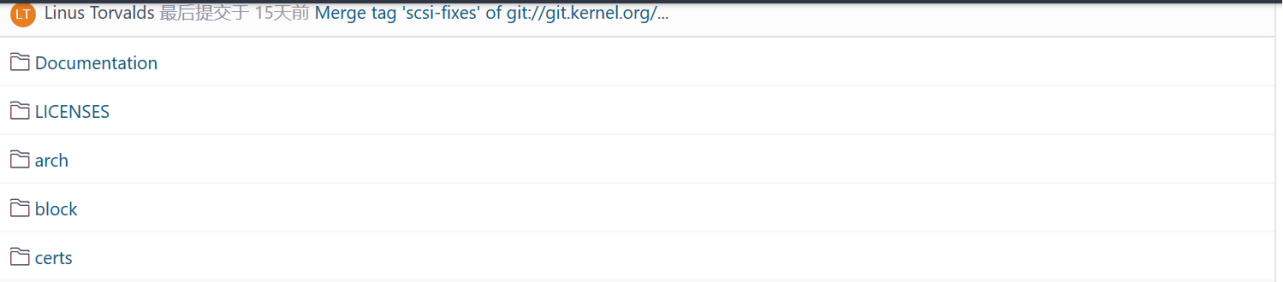 LT Linus Torvalds 最后提交于 15天前 Merge tag 'scsi-fixes' of git://git.kernel.org/...
Documentation
LICENSES
arch
block
certs